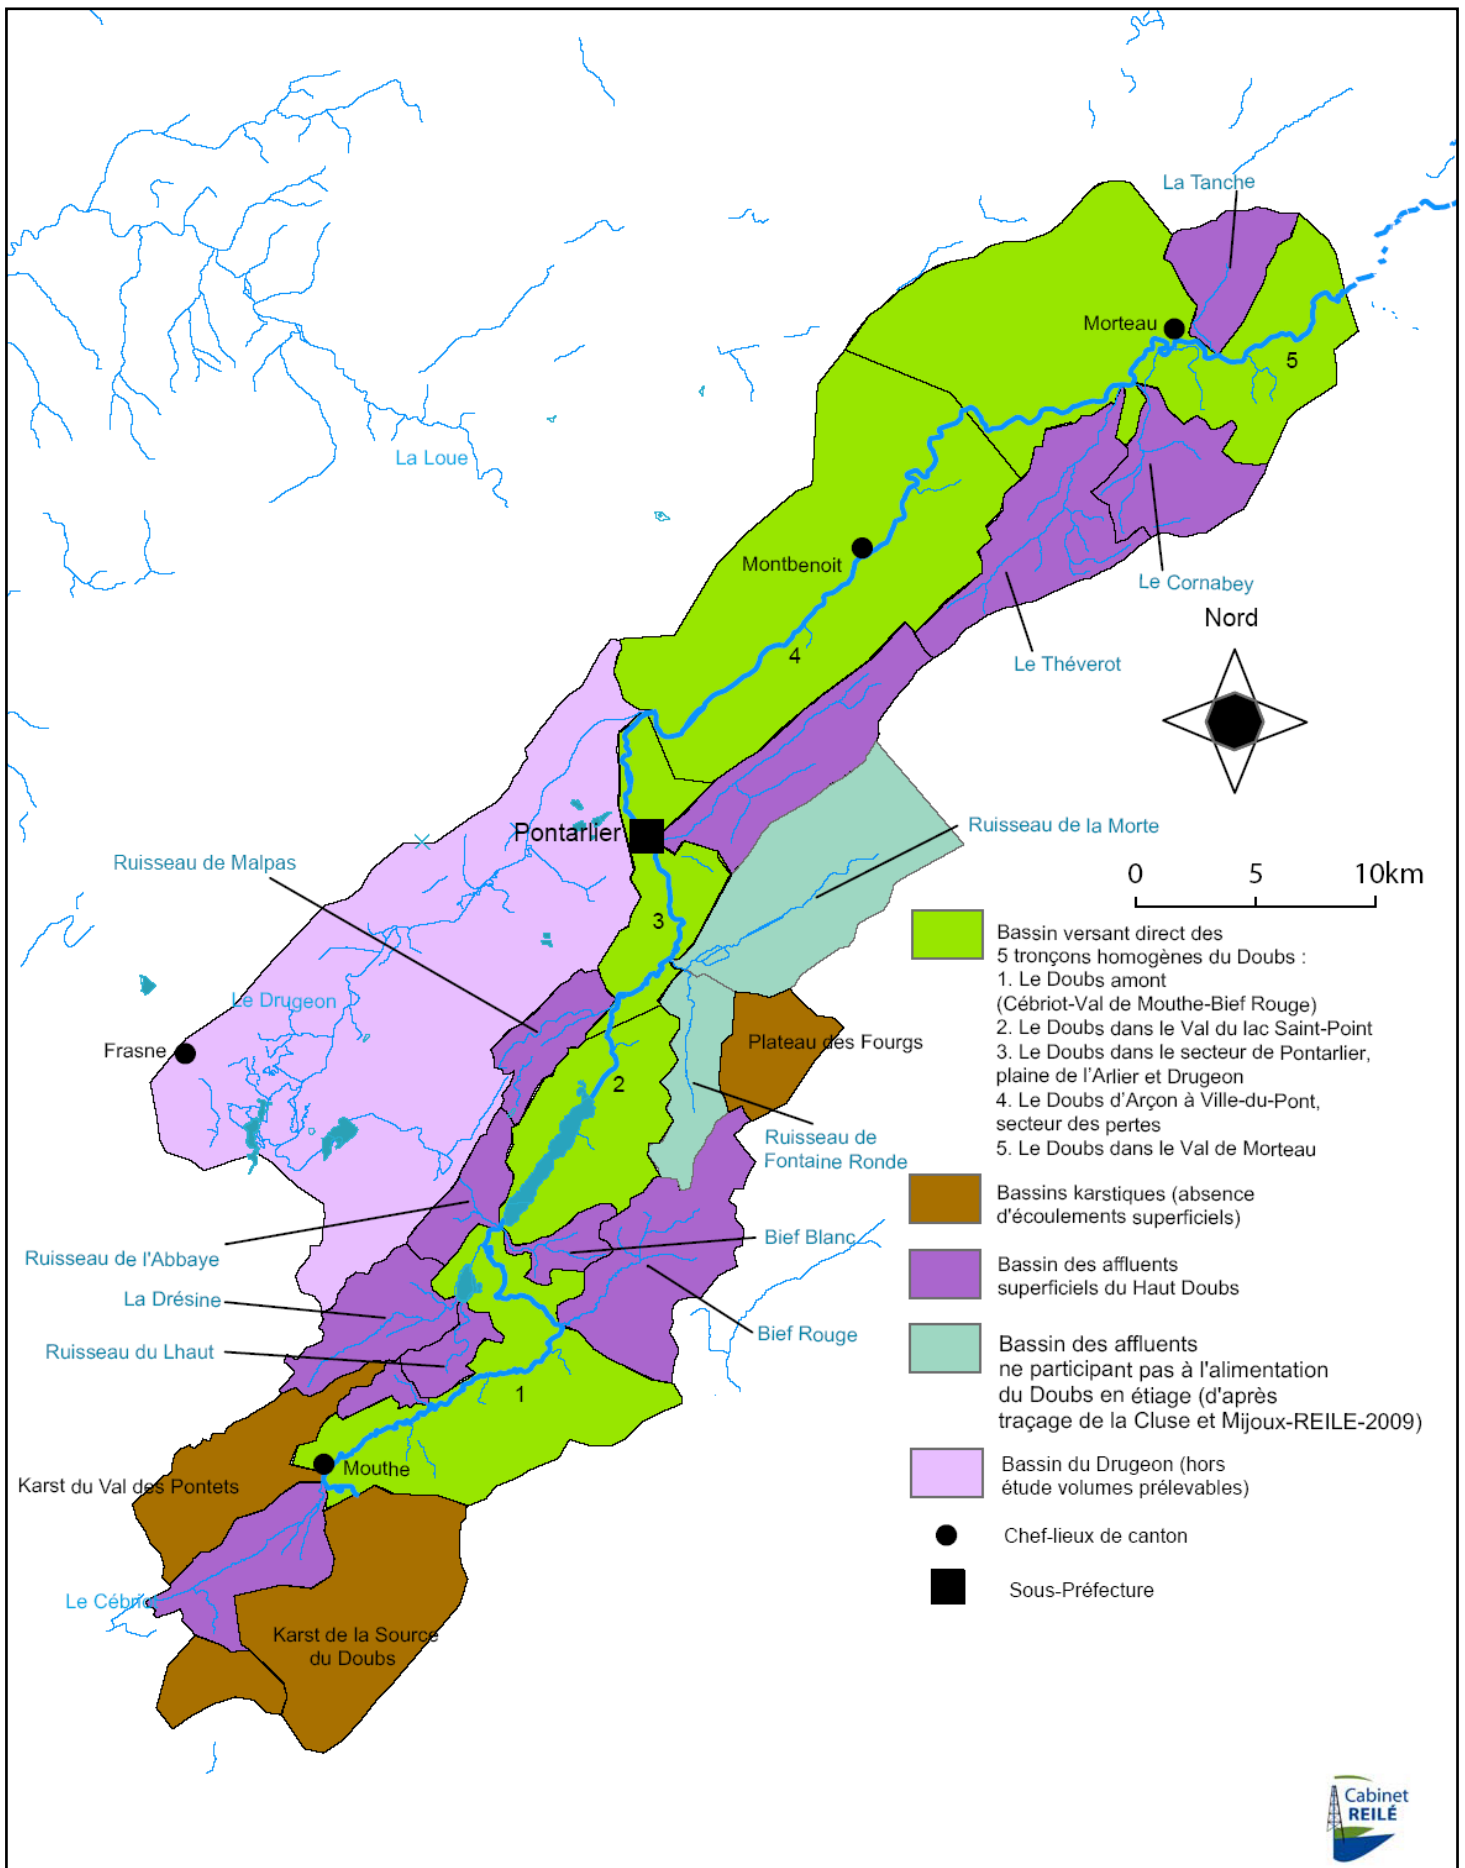 La Tanche
Morteau
5
La Loue
Montbenoit
Le Cornabey
Nord
Le Théverot
4
Pontarlier
Ruisseau de la Morte
Ruisseau de Malpas
0 5 10km
3
Le Drugeon
Frasne
Plateau des Fourgs
2
Ruisseau de
Fontaine Ronde
Ruisseau de l'Abbaye
Bief Blanc
La Drésine
Bief Rouge
Ruisseau du Lhaut
1
Mouthe
Karst du Val des Pontets
Le Cébriot
Karst de la Source
du Doubs
Bassin versant direct des
5 tronçons homogènes du Doubs :
1. Le Doubs amont
(Cébriot-Val de Mouthe-Bief Rouge)
2. Le Doubs dans le Val du lac Saint-Point
3. Le Doubs dans le secteur de Pontarlier,
plaine de l'Arlier et Drugeon
4. Le Doubs d'Arçon à Ville-du-Pont,
secteur des pertes
5. Le Doubs dans le Val de Morteau
Bassins karstiques (absence
d'écoulements superficiels)
Bassin des affluents
superficiels du Haut Doubs
Bassin des affluents
ne participant pas à l'alimentation
du Doubs en étiage (d'après
traçage de la Cluse et Mijoux-REILE-2009)
Bassin du Drugeon (hors
étude volumes prélevables)
Chef-lieux de canton
Sous-Préfecture
Cabinet
REILÉ